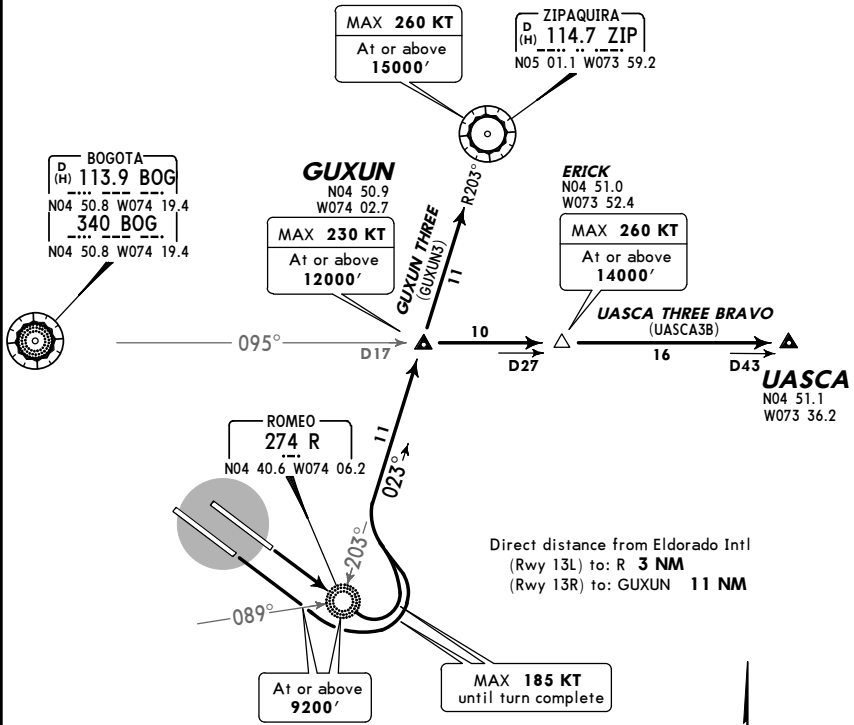 MAX 260 KT
At or above
15000′
ZIPAQUIRA
D
(H) 114.7 ZIP
N05 01.1 W073 59.2
BOGOTA
D
(H) 113.9 BOG
N04 50.8 W074 19.4
340 BOG
N04 50.8 W074 19.4
GUXUN
N04 50.9
W074 02.7
MAX 230 KT
At or above
12000′
R203°
GUXUN THREE
(GUXUN3)
11
ERICK
N04 51.0
W073 52.4
MAX 260 KT
At or above
14000′
UASCA THREE BRAVO
(UASCA3B)
095°
D17
10
D27
16
D43
UASCA
N04 51.1
W073 36.2
ROMEO
274 R
N04 40.6 W074 06.2
11
023°
203°
089°
Direct distance from Eldorado Intl
(Rwy 13L) to: R 3 NM
(Rwy 13R) to: GUXUN 11 NM
At or above
9200′
MAX 185 KT
until turn complete